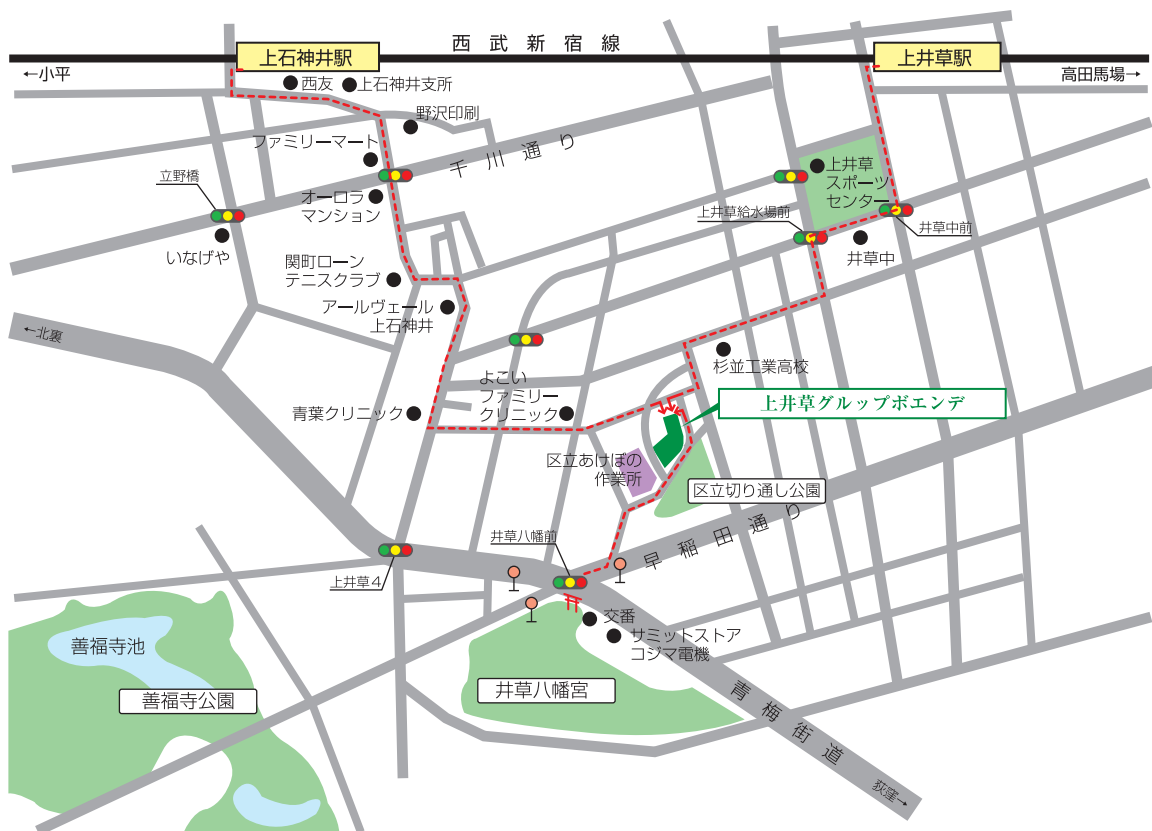 西武新宿線
上石神井駅
上井草駅
←小平
高田馬場→
西友
上石神井支所
野沢印刷
ファミリーマート
千川通り
立野橋
オーロラ
マンション
いなげや
上井草
スポーツ
センター
上井草給水場前
井草中前
井草中
関町ローン
テニスクラブ
アールヴェール
上石神井
←北裏
よこい
ファミリー
クリニック
杉並工業高校
青葉クリニック
上井草グルップボエンデ
区立あけぼの
作業所
区立切り通し公園
早稲田通り
井草八幡前
上井草4
交番
サミットストア
コジマ電機
善福寺池
善福寺公園
井草八幡宮
青梅街道
荻窪→